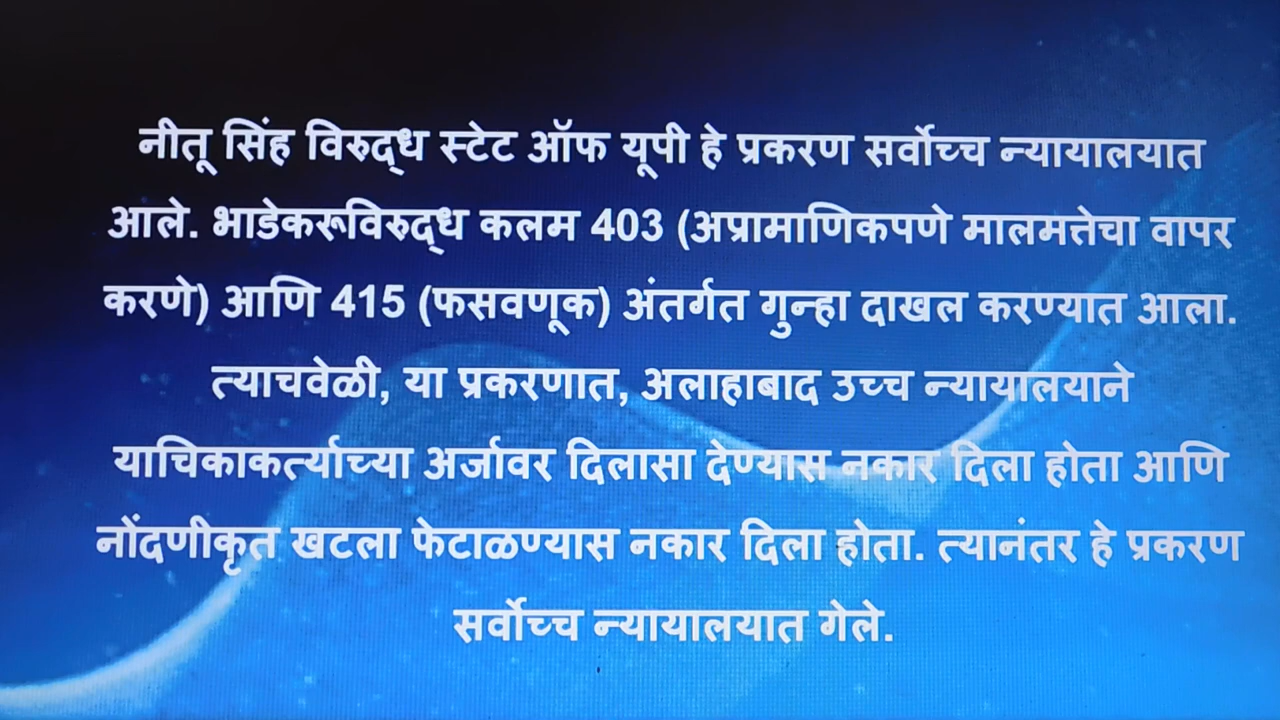 नीतू सिंह विरुद्ध स्टेट ऑफ यूपी हे प्रकरण सर्वोच्च न्यायालयात
आले. भाडेकरूविरुद्ध कलम 403 (अप्रामाणिकपणे मालमत्तेचा वापर
करणे) आणि 415 (फसवणूक) अंतर्गत गुन्हा दाखल करण्यात आला.
त्याचवेळी, या प्रकरणात, अलाहाबाद उच्च न्यायालयाने
याचिकाकर्त्याच्या अर्जावर दिलासा देण्यास नकार दिला होता आणि
नोंदणीकृत खटला फेटाळण्यास नकार दिला होता. त्यानंतर हे प्रकरण
सर्वोच्च न्यायालयात गेले.